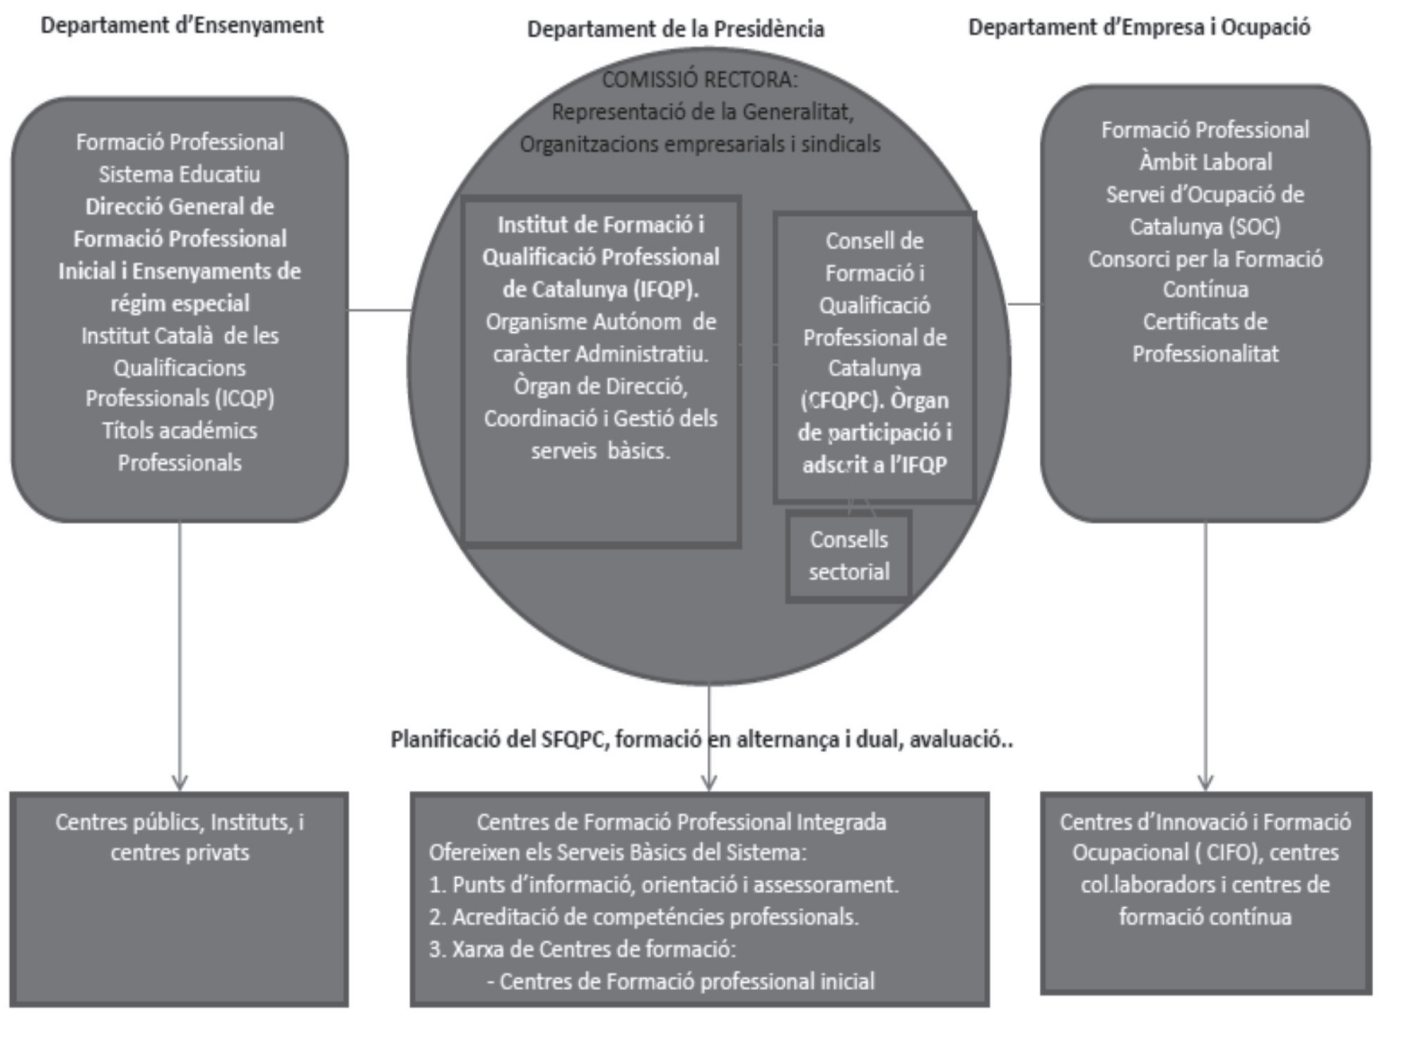 Departament d’Ensenyament
Departament de la Presidència
Departament d’Empresa i Ocupació
Formació Professional
Sistema Educatiu
Direcció General de
Formació Professional
Inicial i Ensenyaments de
régim especial
Institut Català de les
Qualificacions
Professionals (ICQP)
Títols académics
Professionals
COMISSIÓ RECTORA:
Representació de la Generalitat,
Organitzacions empresarials i sindicals
Institut de Formació i
Qualificació Professional
de Catalunya (IFQP).
Organisme Autónom de
caràcter Administratiu.
Òrgan de Direcció,
Coordinació i Gestió dels
serveis bàsics.
Consell de
Formació i
Qualificació
Professional de
Catalunya
(CFQPC). Òrgan
de participació i
adscrit a l’IFQP
Consells
sectorial
Formació Professional
Àmbit Laboral
Servei d’Ocupació de
Catalunya (SOC)
Consorci per la Formació
Contínua
Certificats de
Professionalitat
Planificació del SFQPC, formació en alternança i dual, avaluació..
Centres públics, Instituts, i
centres privats
Centres de Formació Professional Integrada
Ofereixen els Serveis Bàsics del Sistema:
1. Punts d’informació, orientació i assessorament.
2. Acreditació de competéncies professionals.
3. Xarxa de Centres de formació:
- Centres de Formació professional inicial
Centres d’Innovació i Formació
Ocupacional ( CIFO), centres
col.laboradors i centres de
formació contínua